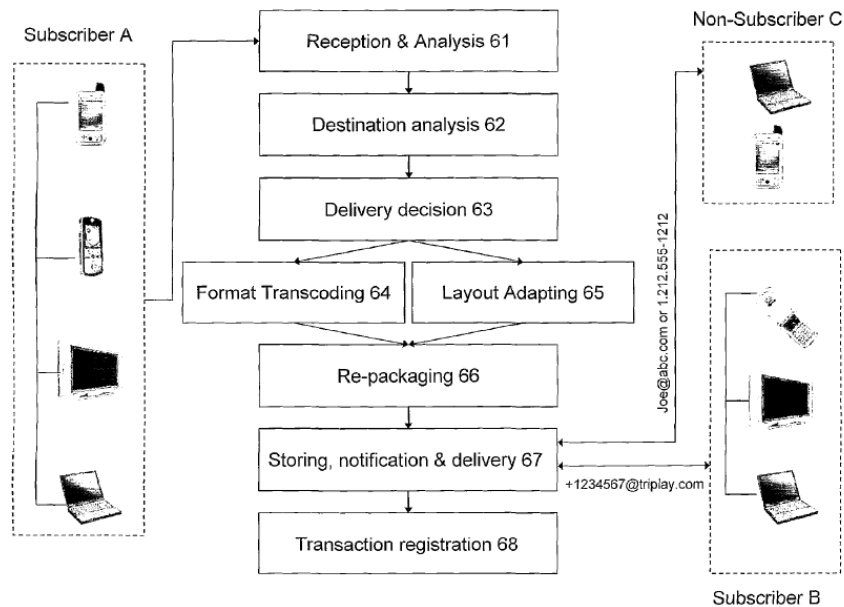 Subscriber A
Reception & Analysis 61
Non-Subscriber C
Destination analysis 62
Delivery decision 63
Format Transcoding 64
Layout Adapting 65
Joe@abc.com or 1.212.555-1212
Re-packaging 66
Storing, notification & delivery 67
+1234567@triplay.com
Transaction registration 68
Subscriber B